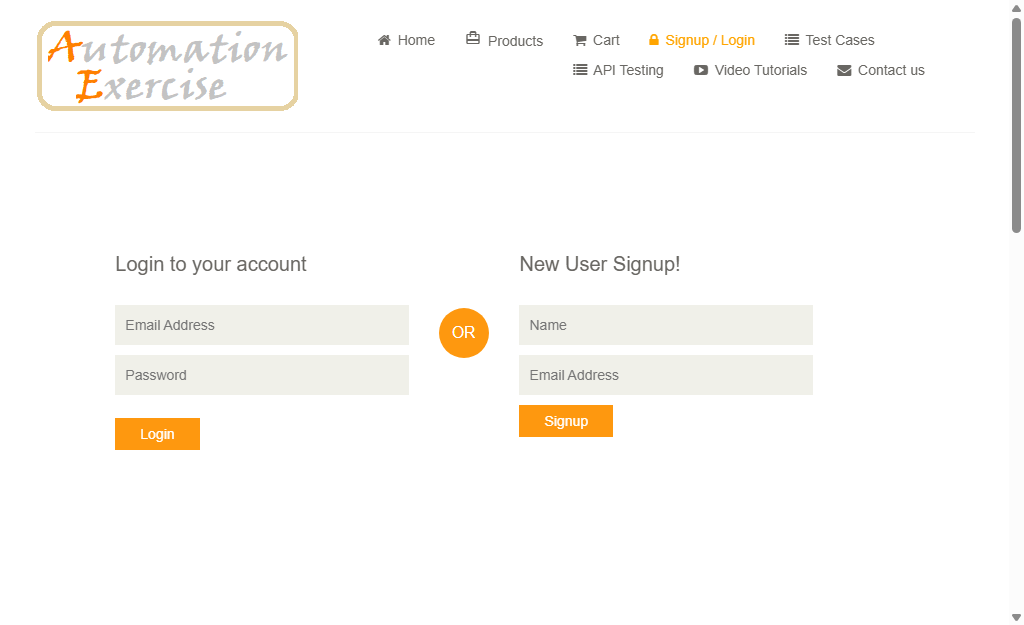 Automation
Exercise
Home Products Cart Signup / Login Test Cases
API Testing Video Tutorials Contact us
Login to your account
Email Address
Password
Login
OR
New User Signup!
Name
Email Address
Signup